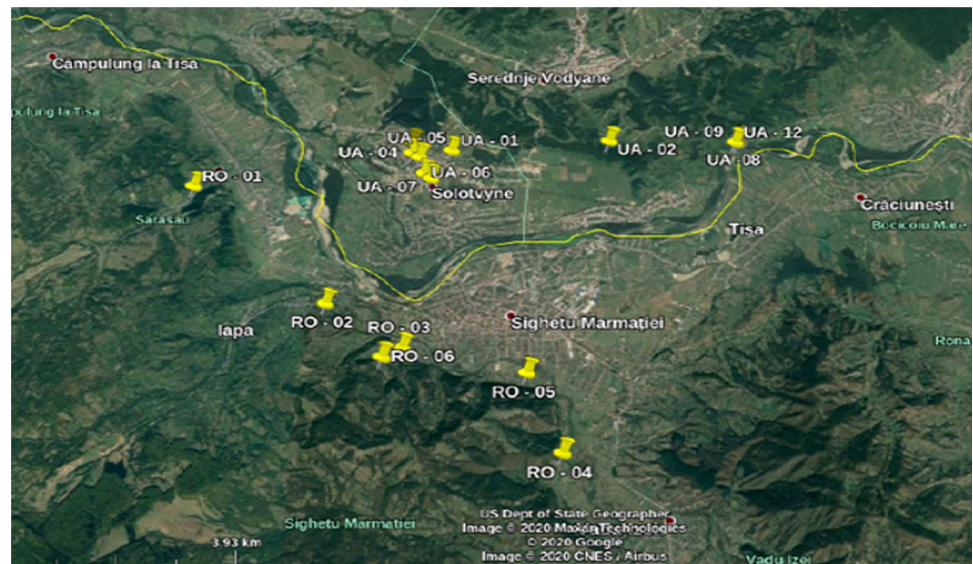 Campulung la Tisa
Serednje Vodyane
pulung la Tisa
UA - 05
UA - 01
UA - 09
UA - 12
UA - 04
UA - 02
UA - 08
RO - 01
UA - 06
UA - 07
Solotvyne
Crăciunești
Sarasau
Tisa
Bocicoiu Mare
RO - 02
Iapa
RO - 03
Sighetu Marmației
Rona
RO - 06
RO - 05
RO - 04
US Dept of State Geographer
Sighetu Marmatiei
Image © 2020 Maxar Technologies
3.93 km
© 2020 Google
Image © 2020 CNES / Airbus
Vadu Izei